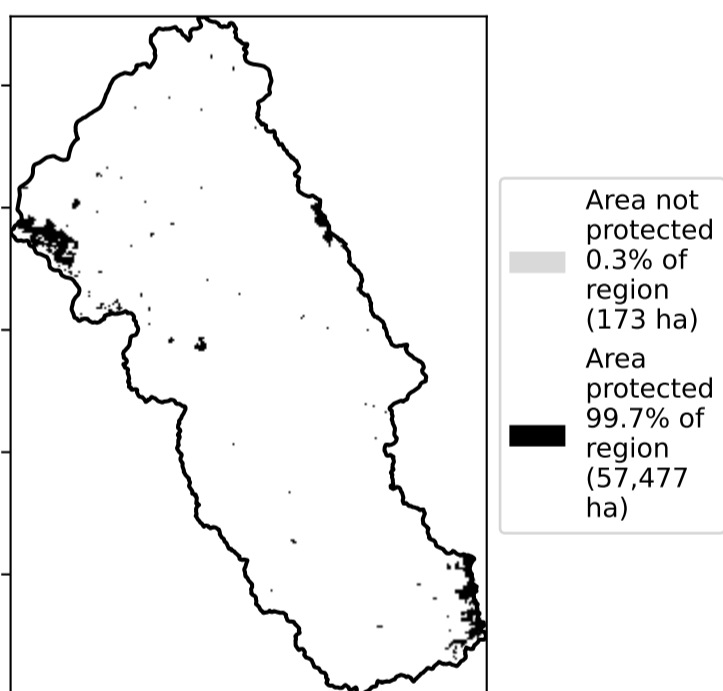 Area not
protected
0.3% of
region
(173 ha)
Area
protected
99.7% of
region
(57,477
ha)